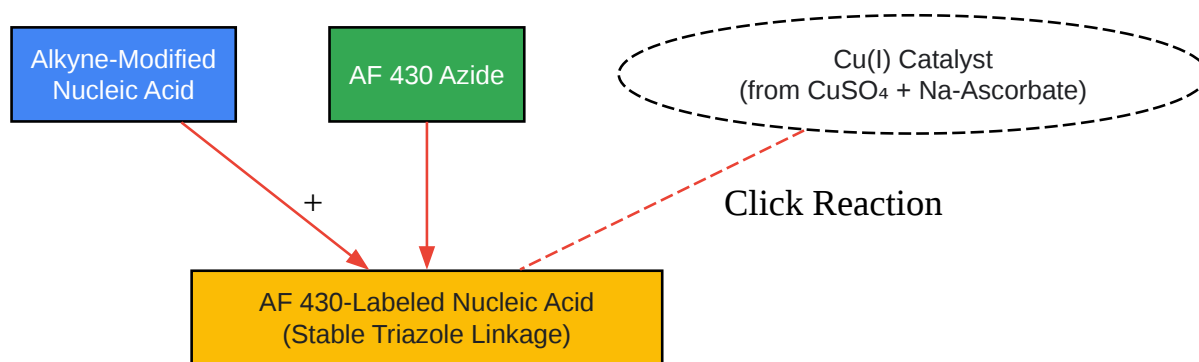 Alkyne-Modified
Nucleic Acid
AF 430 Azide
Cu(I) Catalyst
(from CuSO₄ + Na-Ascorbate)
+
Click Reaction
AF 430-Labeled Nucleic Acid
(Stable Triazole Linkage)